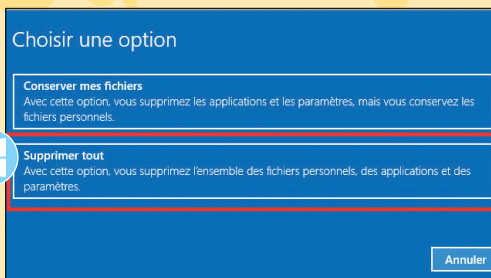 Choisir une option
Conserver mes fichiers
Avec cette option, vous supprimez les applications et les paramètres, mais vous conservez les
fichiers personnels.
Supprimer tout
Avec cette option, vous supprimez l'ensemble des fichiers personnels, des applications et des
paramètres.
Annuler